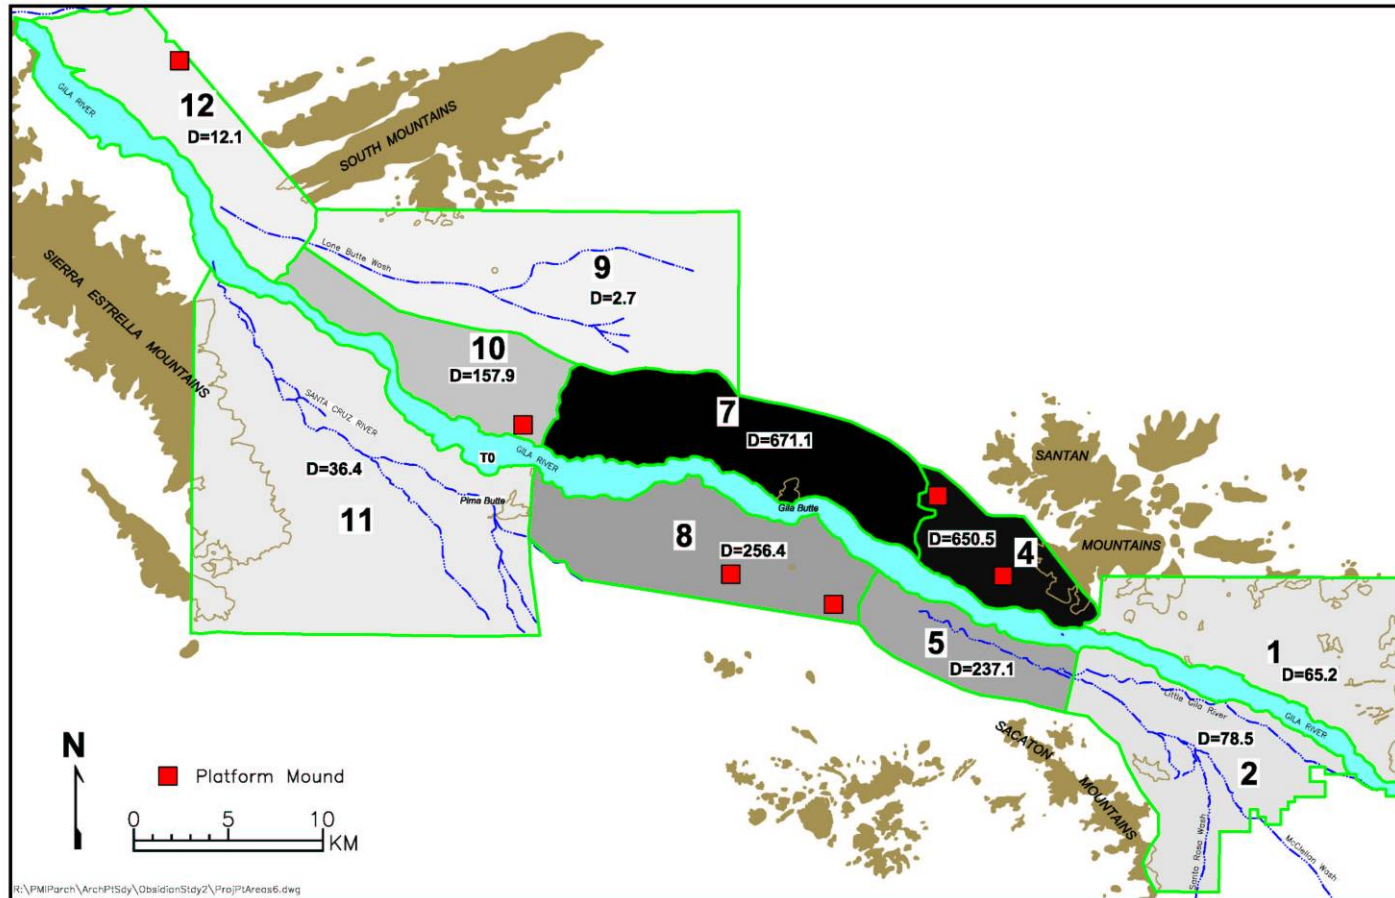 12
D=12.1
GILA RIVER
SOUTH MOUNTAINS
Lone Butte Wash
9
D=2.7
SIERRA ESTRELLA MOUNTAINS
10
D=157.9
SANTA CRUZ RIVER
7
D=671.1
GILA RIVER
T0
D=36.4
11
Pima Butte
Gila Butte
SANTAN
MOUNTAINS
8
D=256.4
D=650.5
4
5
D=237.1
1
D=65.2
Little Gila River
GILA RIVER
D=78.5
2
SACATON
MOUNTAINS
Santa Rosa Wash
McClellan Wash
N
Platform Mound
0 5 10
KM
R:\PMIParch\ArchPtSdy\ObsidianStdy2\ProjPtAreas6.dwg